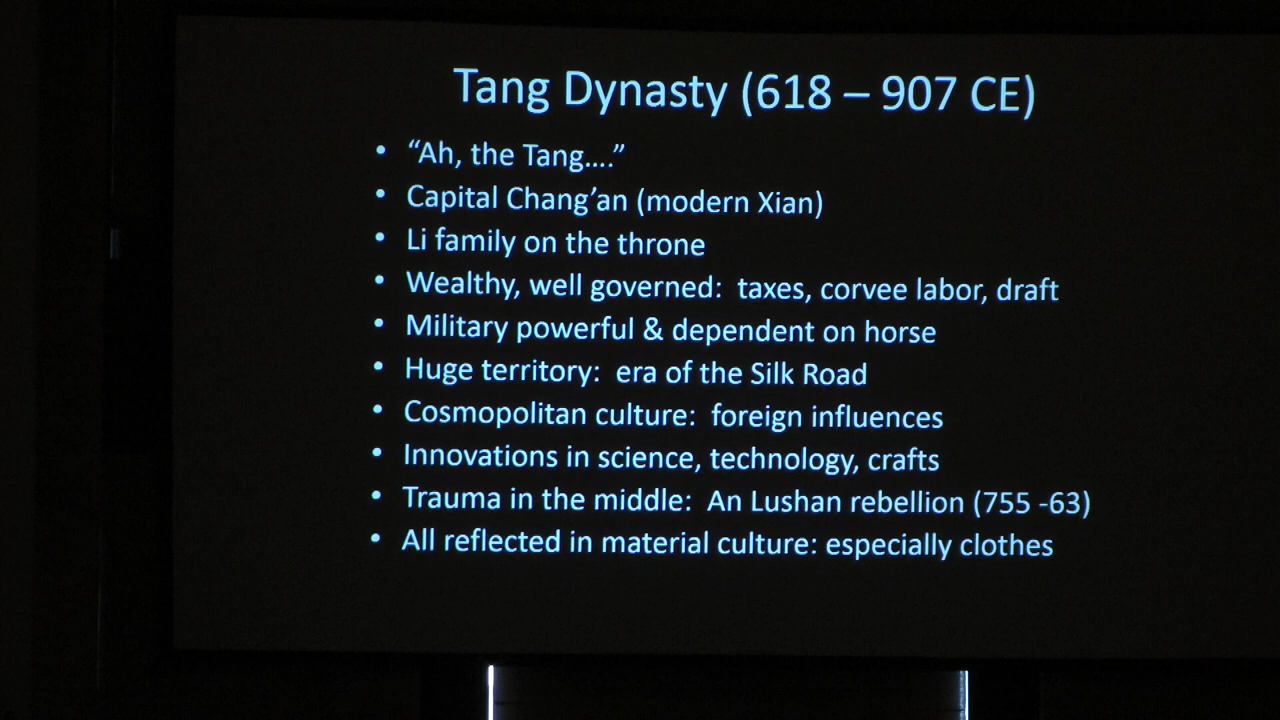 Tang Dynasty (618 – 907 CE)
• “Ah, the Tang….”
• Capital Chang’an (modern Xian)
• Li family on the throne
• Wealthy, well governed:  taxes, corvee labor, draft
• Military powerful & dependent on horse
• Huge territory:  era of the Silk Road
• Cosmopolitan culture:  foreign influences
• Innovations in science, technology, crafts
• Trauma in the middle:  An Lushan rebellion (755 -63)
• All reflected in material culture: especially clothes